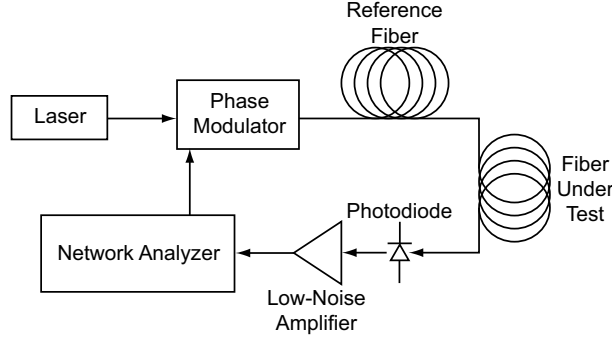 Reference
Fiber
Laser
Phase
Modulator
Fiber
Under
Test
Photodiode
Network Analyzer
Low-Noise
Amplifier